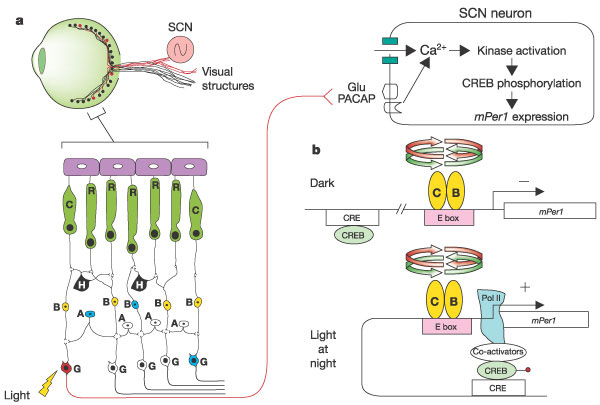 a
SCN
Visual
structures
SCN neuron
Ca2+
Kinase activation
CREB phosphorylation
mPer1 expression
Glu
PACAP
C
R
R
R
R
R
C
H
H
B
B
B
B
A
A
A
G
G
G
G
Light
b
Dark
C
B
E box
CRE
CREB
–
mPer1
Light
at
night
C
B
E box
Pol II
+
mPer1
Co-activators
CREB
CRE